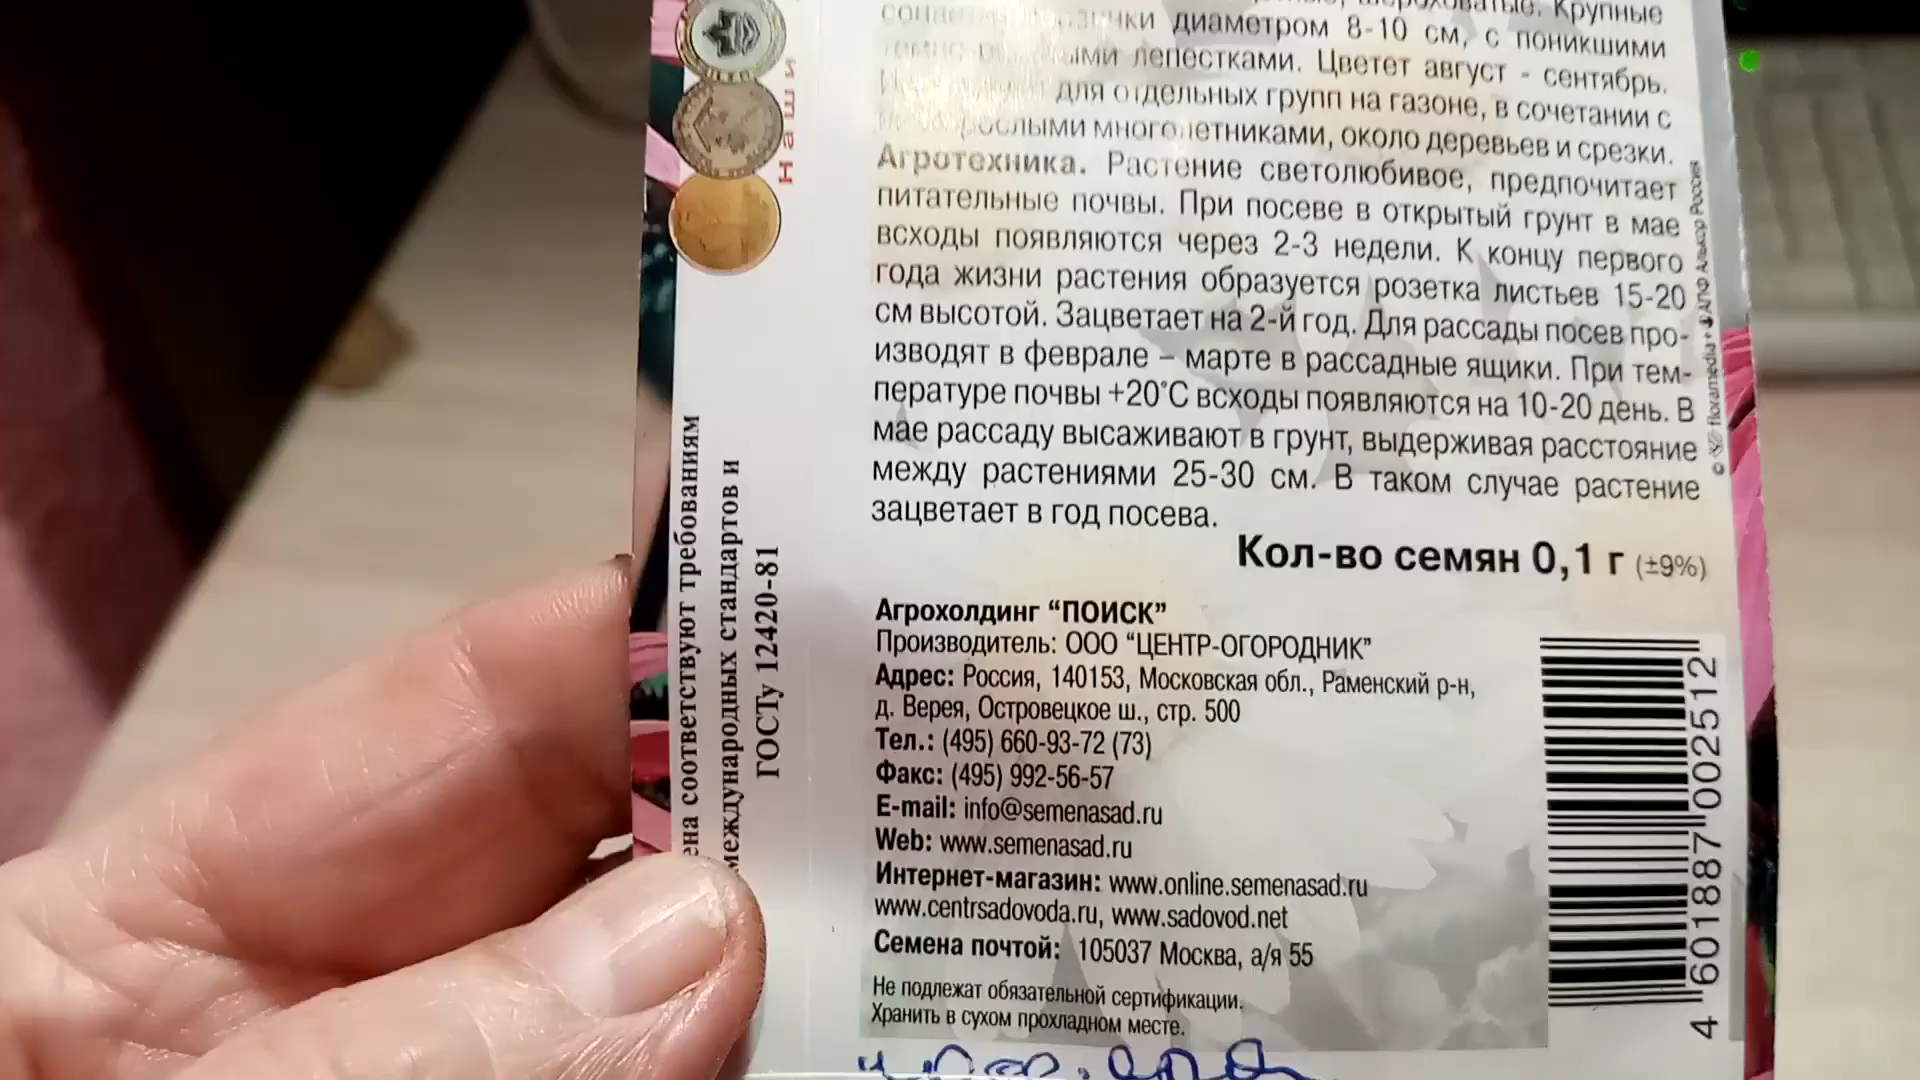 Крупные
диаметром 8-10 см, с поникшими
лепестками. Цветет август - сентябрь.
для отдельных групп на газоне, в сочетании с
многолетниками, около деревьев и срезки.
Агротехника. Растение светолюбивое, предпочитает
питательные почвы. При посеве в открытый грунт в мае
всходы появляются через 2-3 недели. К концу первого
года жизни растения образуется розетка листьев 15-20
см высотой. Зацветает на 2-й год. Для рассады посев про-
изводят в феврале – марте в рассадные ящики. При тем-
пературе почвы +20°С всходы появляются на 10-20 день. В
мае рассаду высаживают в грунт, выдерживая расстояние
между растениями 25-30 см. В таком случае растение
зацветает в год посева.
Кол-во семян 0,1 г (±9%)
Агрохолдинг “ПОИСК”
Производитель: ООО “ЦЕНТР-ОГОРОДНИК”
Адрес: Россия, 140153, Московская обл., Раменский р-н,
д. Верея, Островецкое ш., стр. 500
Тел.: (495) 660-93-72 (73)
Факс: (495) 992-56-57
E-mail: info@semenasad.ru
Web: www.semenasad.ru
Интернет-магазин: www.online.semenasad.ru
www.centrsadovoda.ru, www.sadovod.net
Семена почтой: 105037 Москва, а/я 55
Не подлежат обязательной сертификации.
Хранить в сухом прохладном месте.
4 601887 002512
© floramedia + АЛФ Алькор Россия
Наши
соответствуют требованиям
международных стандартов и
ГОСТу 12420-81